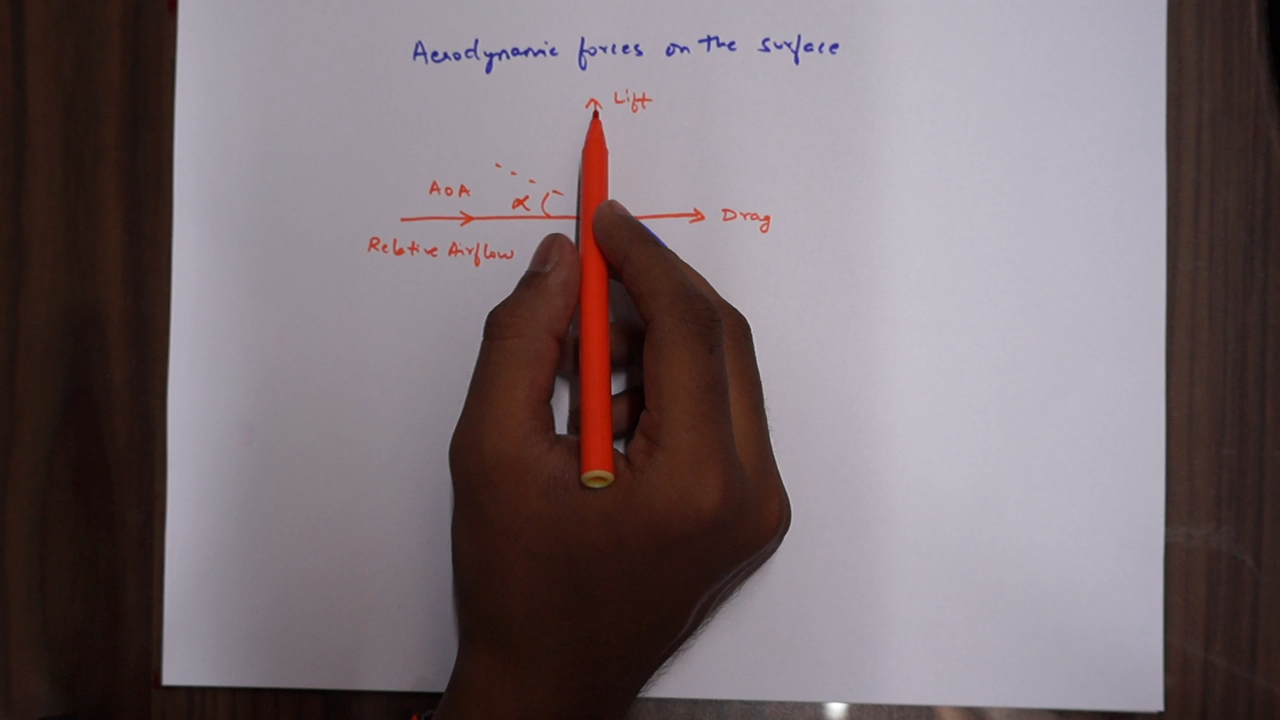 Aerodynamic forces on the surface
Lift
AOA
α
Drag
Relative Airflow